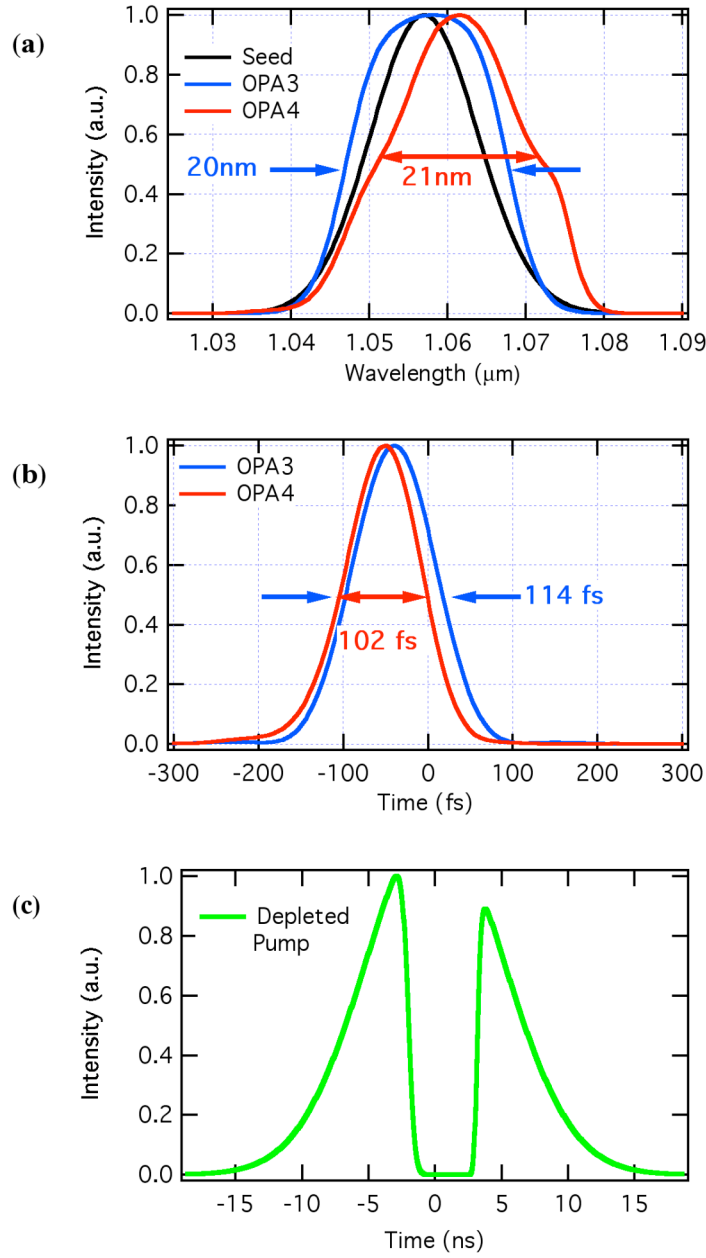 (a)
Intensity (a.u.)
1.0
0.8
0.6
0.4
0.2
0.0
Seed
OPA3
OPA4
20nm
21nm
1.03 1.04 1.05 1.06 1.07 1.08 1.09
Wavelength (μm)
(b)
Intensity (a.u.)
1.0
0.8
0.6
0.4
0.2
0.0
OPA3
OPA4
114 fs
102 fs
-300 -200 -100 0 100 200 300
Time (fs)
(c)
Intensity (a.u.)
1.0
0.8
0.6
0.4
0.2
0.0
Depleted
Pump
-15 -10 -5 0 5 10 15
Time (ns)